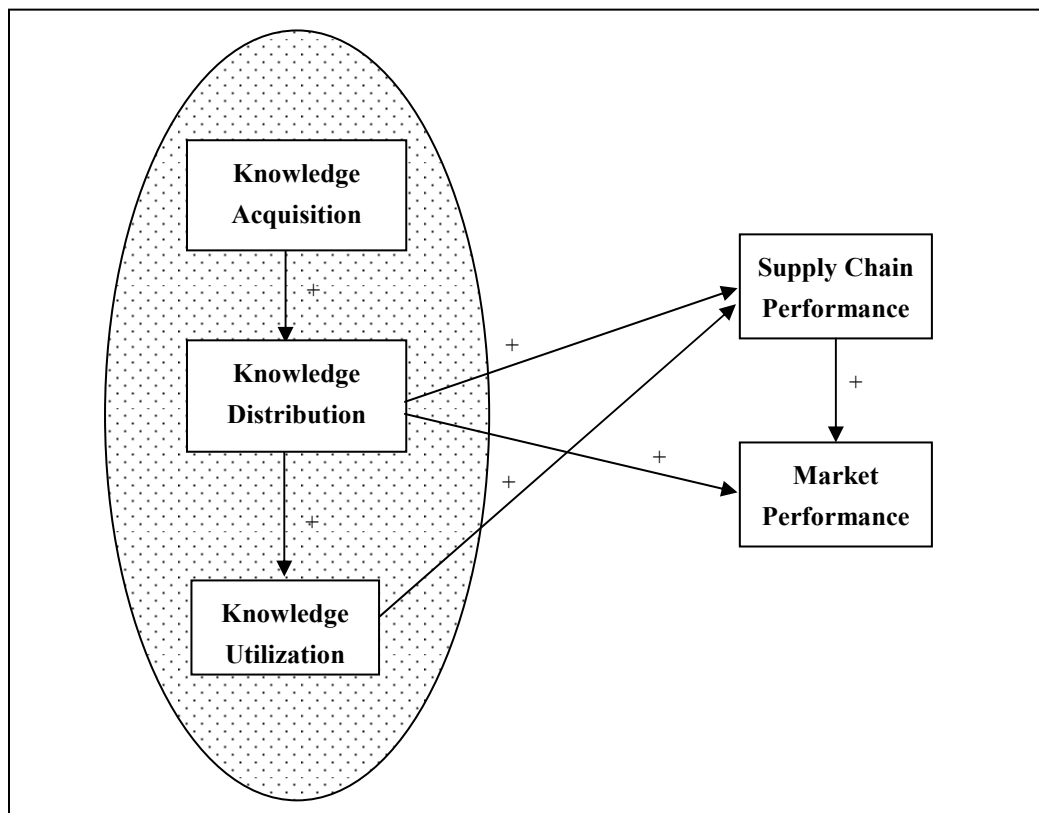 Knowledge
Acquisition
+
Supply Chain
Performance
+
Knowledge
Distribution
+
+
Market
Performance
+
+
Knowledge
Utilization